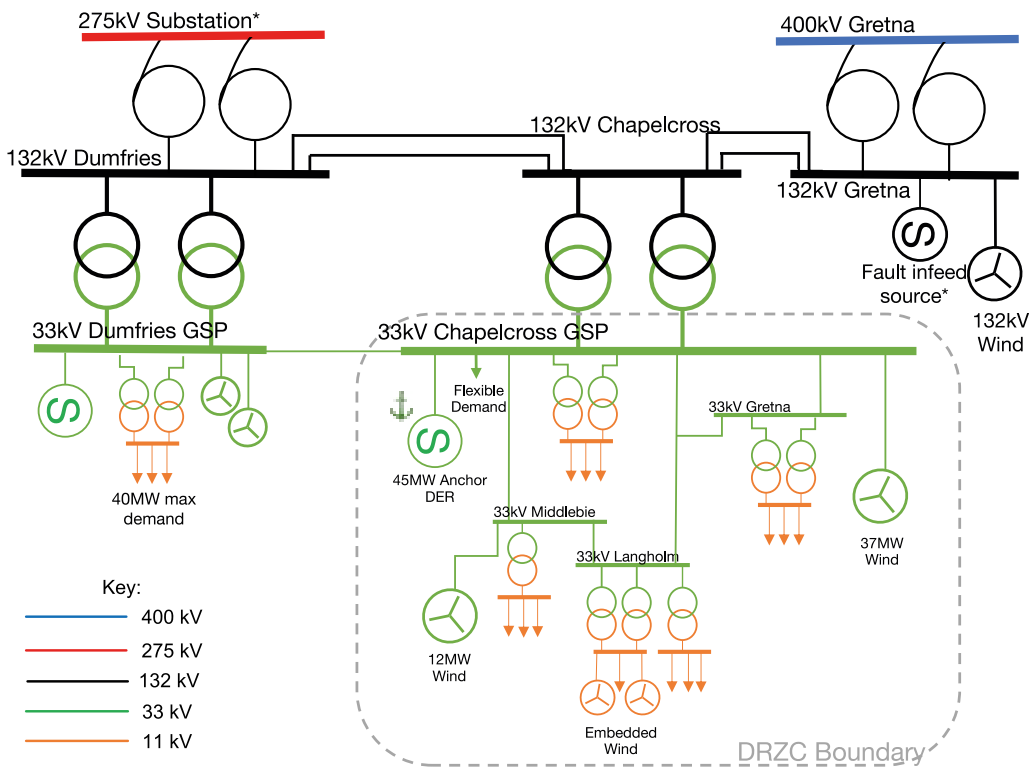 275kV Substation*
400kV Gretna
132kV Dumfries
132kV Chapelcross
132kV Gretna
S
Fault infeed
source*
132kV
Wind
33kV Dumfries GSP
33kV Chapelcross GSP
S
40MW max
demand
Flexible
Demand
S
45MW Anchor
DER
33kV Gretna
37MW
Wind
33kV Middlebie
33kV Langholm
12MW
Wind
Embedded
Wind
DRZC Boundary
Key:
400 kV
275 kV
132 kV
33 kV
11 kV